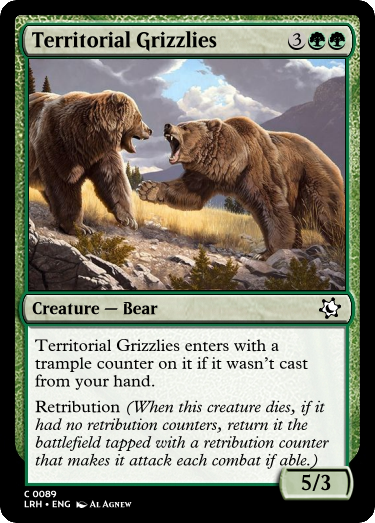 Territorial Grizzlies 3
Creature — Bear
Territorial Grizzlies enters with a
trample counter on it if it wasn't cast
from your hand.
Retribution (When this creature dies, if it
had no retribution counters, return it the
battlefield tapped with a retribution counter
that makes it attack each combat if able.)
5/3
C 0089
LRH • ENG Al Agnew